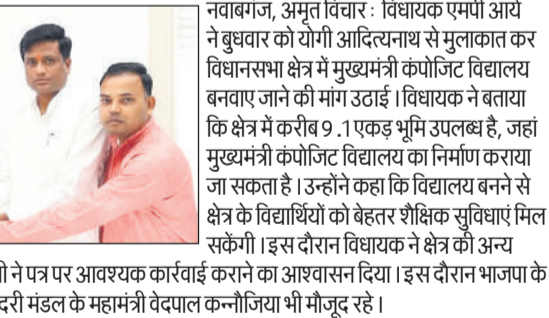 नवाबगंज, अमृत विचार : विधायक एमपी आर्य
ने बुधवार को योगी आदित्यनाथ से मुलाकात कर
विधानसभा क्षेत्र में मुख्यमंत्री कंपोजिट विद्यालय
बनवाए जाने की मांग उठाई । विधायक ने बताया
कि क्षेत्र में करीब 9 .1 एकड़ भूमि उपलब्ध है, जहां
मुख्यमंत्री कंपोजिट विद्यालय का निर्माण कराया
जा सकता है । उन्होंने कहा कि विद्यालय बनने से
क्षेत्र के विद्यार्थियों को बेहतर शैक्षिक सुविधाएं मिल
सकेंगी । इस दौरान विधायक ने क्षेत्र की अन्य
ने पत्र पर आवश्यक कार्रवाई कराने का आश्वासन दिया । इस दौरान भाजपा के
मंडल के महामंत्री वेदपाल कन्नौजिया भी मौजूद रहे ।